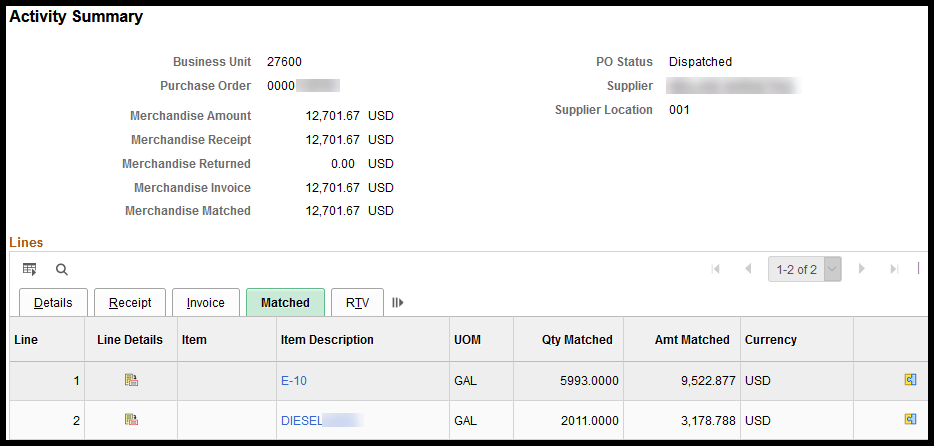 Activity Summary
Business Unit 27600 PO Status Dispatched
Purchase Order 0000 Supplier
Supplier Location 001
Merchandise Amount 12,701.67 USD
Merchandise Receipt 12,701.67 USD
Merchandise Returned 0.00 USD
Merchandise Invoice 12,701.67 USD
Merchandise Matched 12,701.67 USD
Lines
1-2 of 2
Details Receipt Invoice Matched RTV
Line Line Details Item Item Description UOM Qty Matched Amt Matched Currency
1 E-10 GAL 5993.0000 9,522.877 USD
2 DIESEL GAL 2011.0000 3,178.788 USD